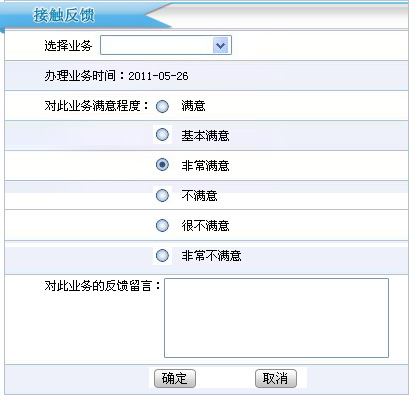 接触反馈
选择业务
办理业务时间：2011-05-26
对此业务满意程度： 满意
基本满意
非常满意
不满意
很不满意
非常不满意
对此业务的反馈留言：
确定 取消